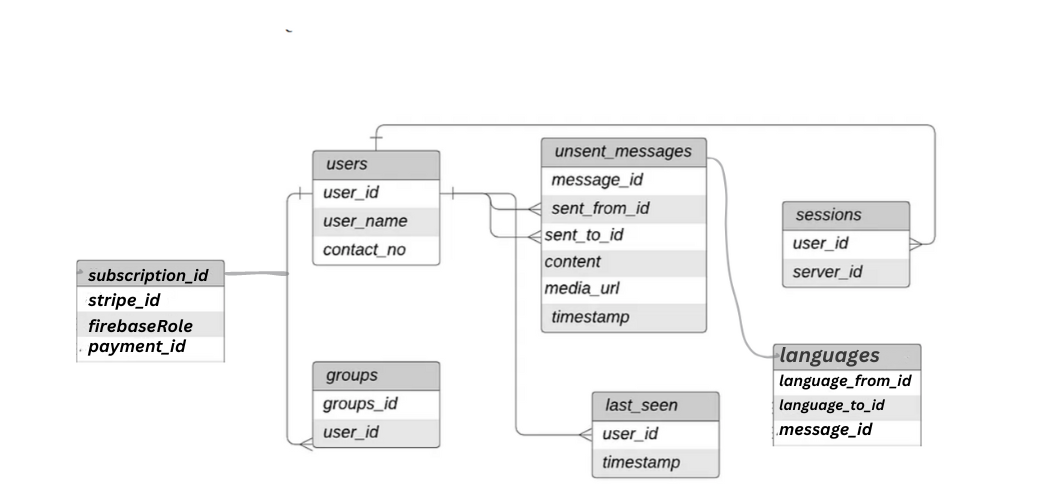 users
user_id
user_name
contact_no
unsent_messages
message_id
sent_from_id
sent_to_id
content
media_url
timestamp
sessions
user_id
server_id
subscription_id
stripe_id
firebaseRole
payment_id
groups
groups_id
user_id
last_seen
user_id
timestamp
languages
language_from_id
language_to_id
message_id